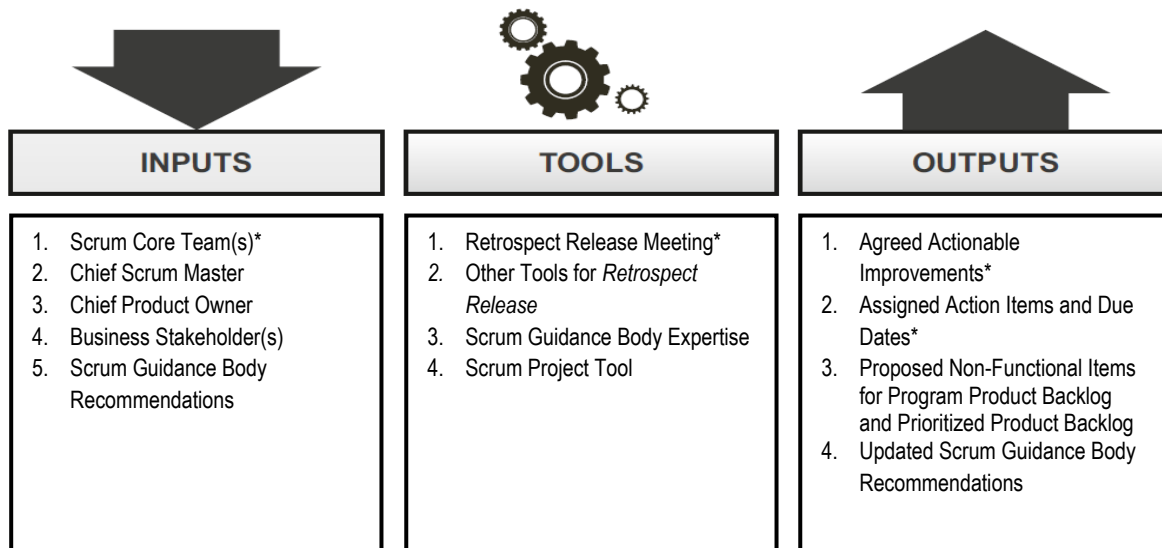 INPUTS
1. Scrum Core Team(s)*
2. Chief Scrum Master
3. Chief Product Owner
4. Business Stakeholder(s)
5. Scrum Guidance Body
Recommendations
TOOLS
1. Retrospect Release Meeting*
2. Other Tools for Retrospect
Release
3. Scrum Guidance Body Expertise
4. Scrum Project Tool
OUTPUTS
1. Agreed Actionable
Improvements*
2. Assigned Action Items and Due
Dates*
3. Proposed Non-Functional Items
for Program Product Backlog
and Prioritized Product Backlog
4. Updated Scrum Guidance Body
Recommendations